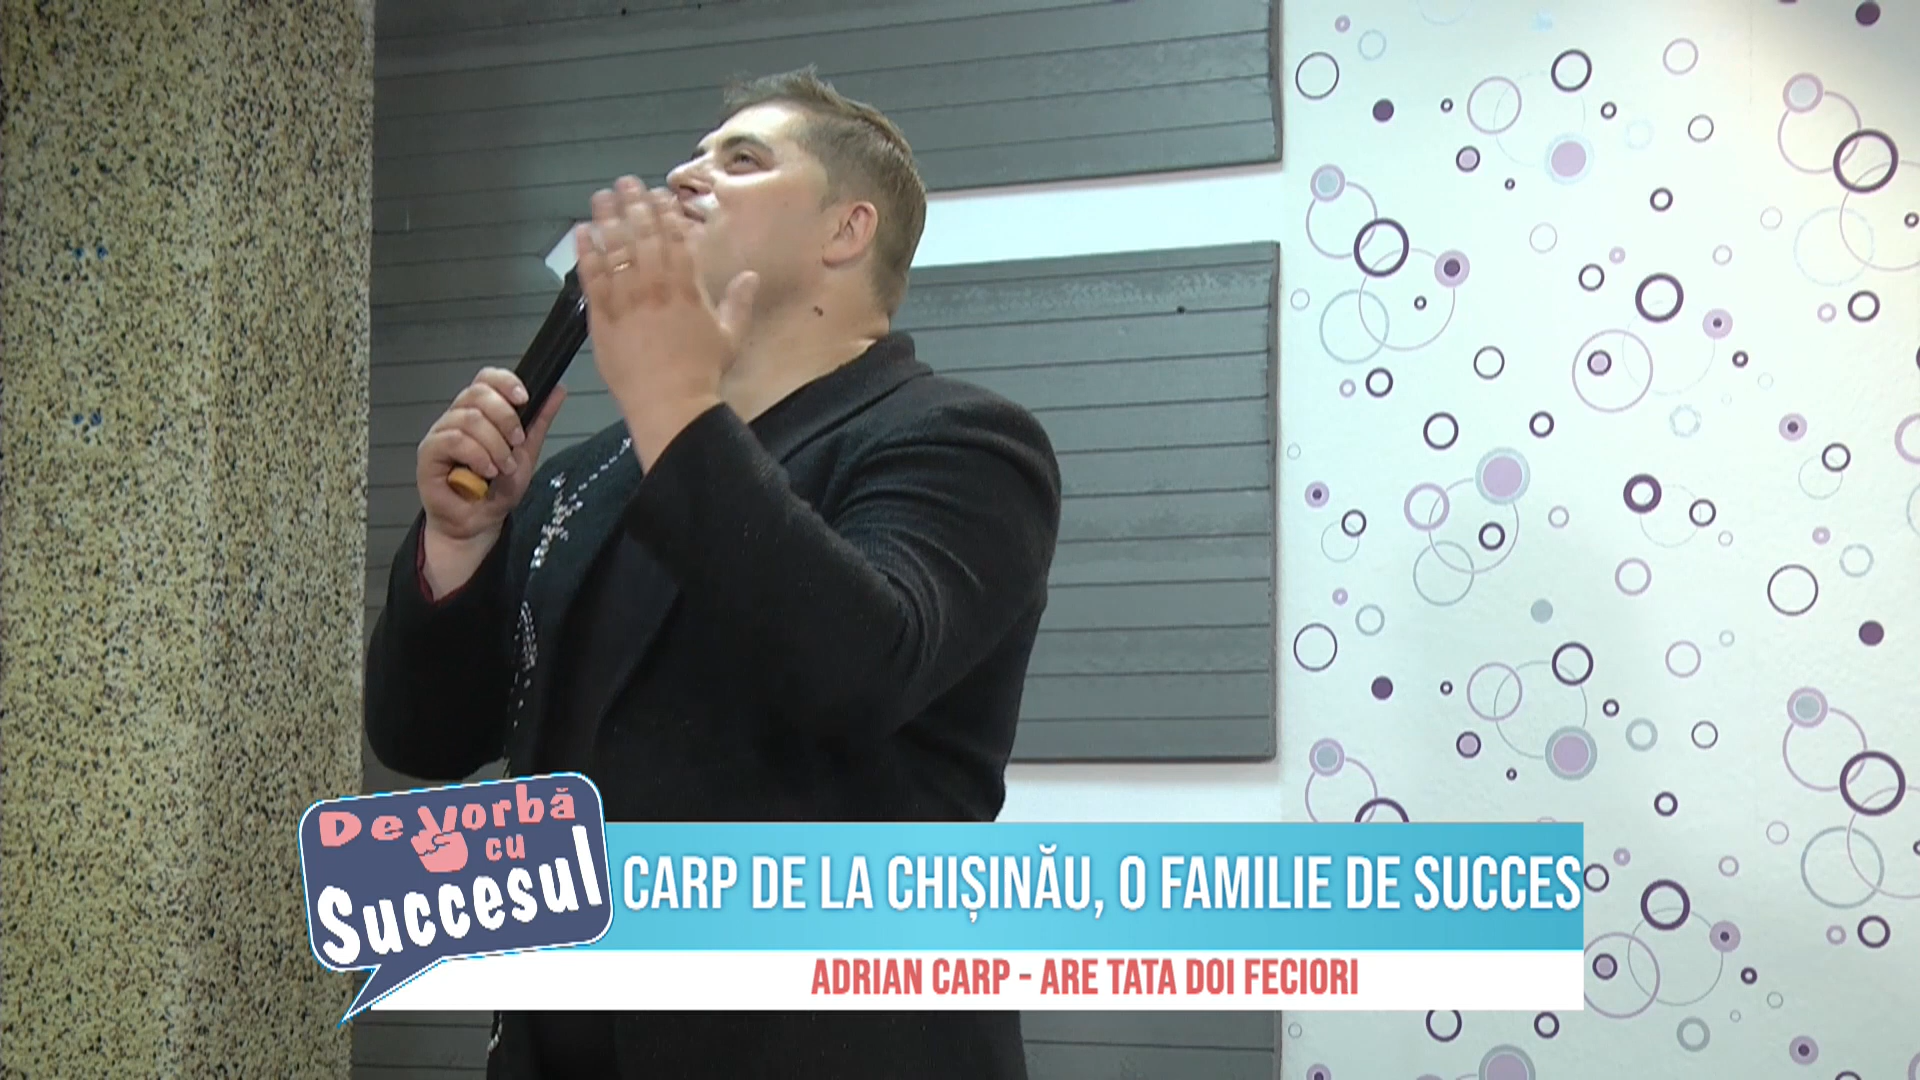 De Vorbă
cu
Succesul
CARP DE LA CHIȘINĂU, O FAMILIE DE SUCCES
ADRIAN CARP - ARE TATA DOI FECIORI